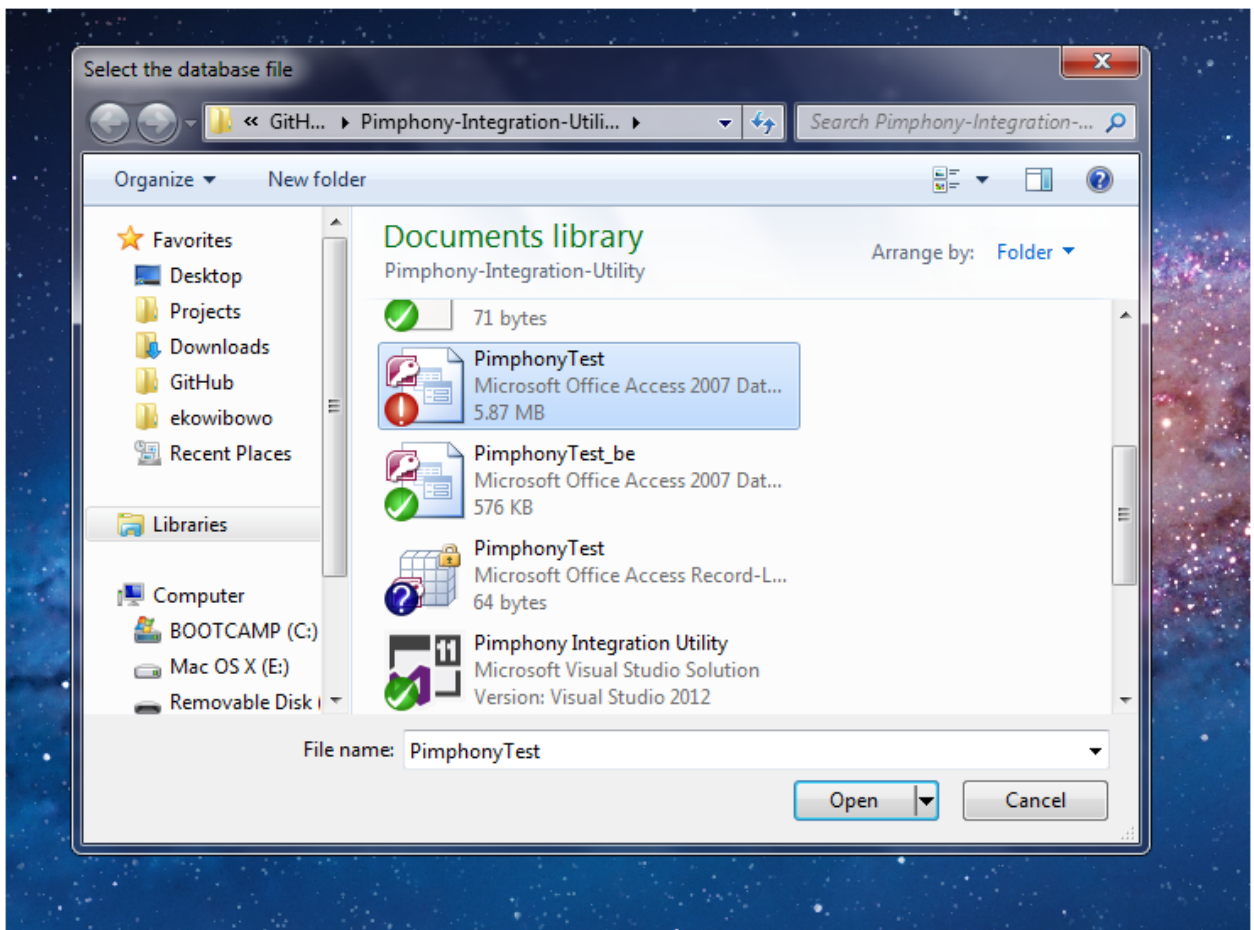 Select the database file
« GitH... Pimphony-Integration-Utili...
Search Pimphony-Integration-...
Organize
New folder
Favorites
Desktop
Projects
Downloads
GitHub
ekowibowo
Recent Places
Libraries
Computer
BOOTCAMP (C:)
Mac OS X (E:)
Removable Disk (
Documents library
Pimphony-Integration-Utility
Arrange by: Folder
71 bytes
PimphonyTest
Microsoft Office Access 2007 Dat...
5.87 MB
PimphonyTest_be
Microsoft Office Access 2007 Dat...
576 KB
PimphonyTest
Microsoft Office Access Record-L...
64 bytes
11
Pimphony Integration Utility
Microsoft Visual Studio Solution
Version: Visual Studio 2012
File name: PimphonyTest
Open
Cancel